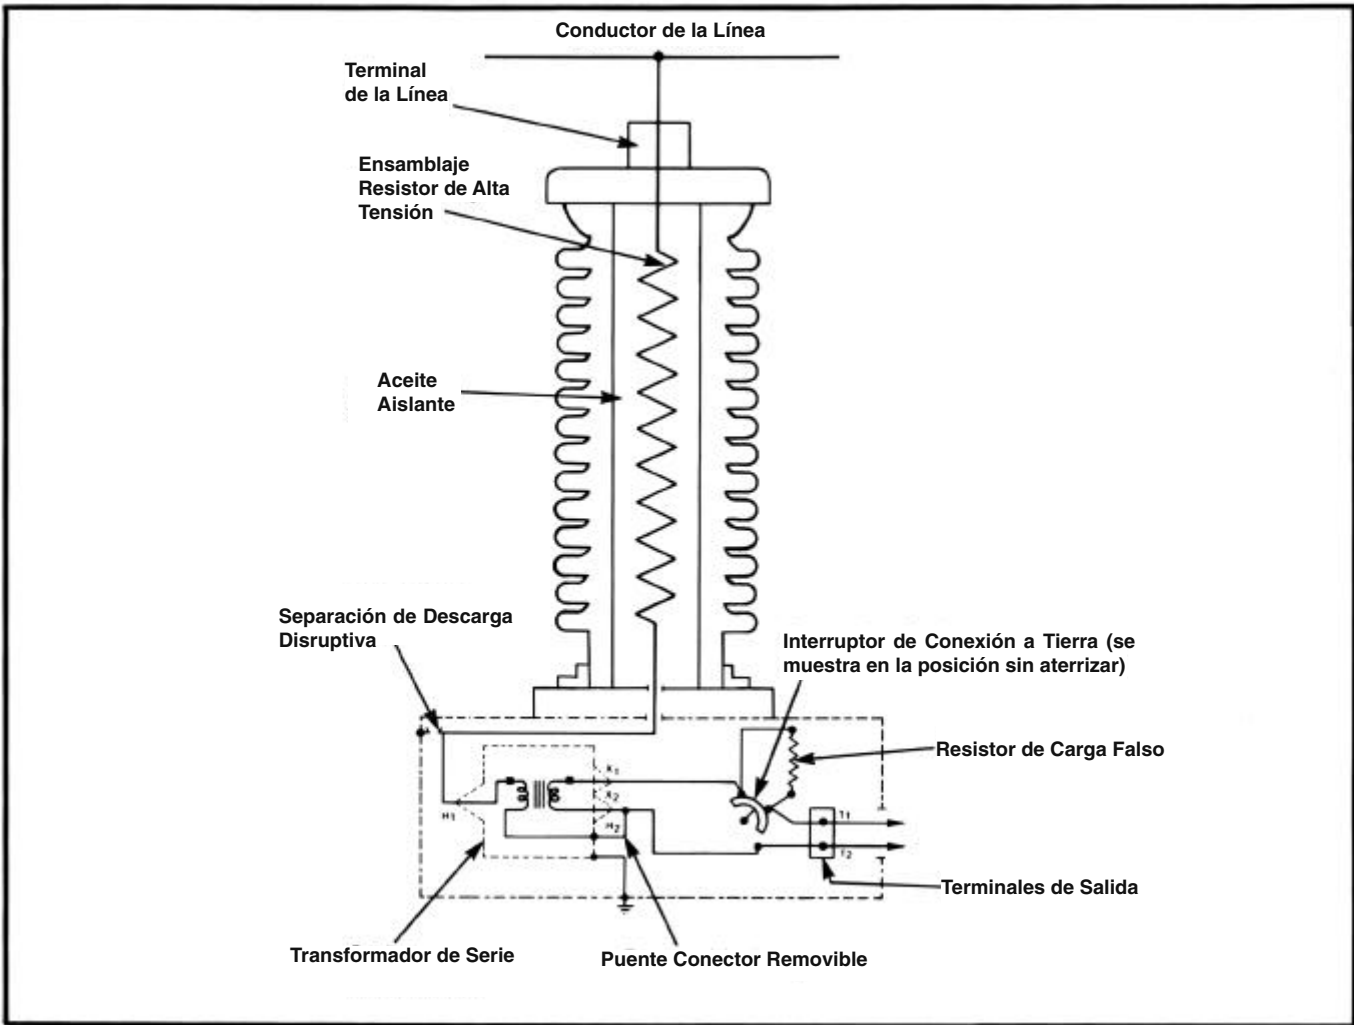 Conductor de la Línea
Terminal
de la Línea
Ensamblaje
Resistor de Alta
Tensión
Aceite
Aislante
Separación de Descarga
Disruptiva
Interruptor de Conexión a Tierra (se
muestra en la posición sin aterrizar)
Resistor de Carga Falso
X1
X2
H1
H2
T1
T2
Terminales de Salida
Transformador de Serie
Puente Conector Removible